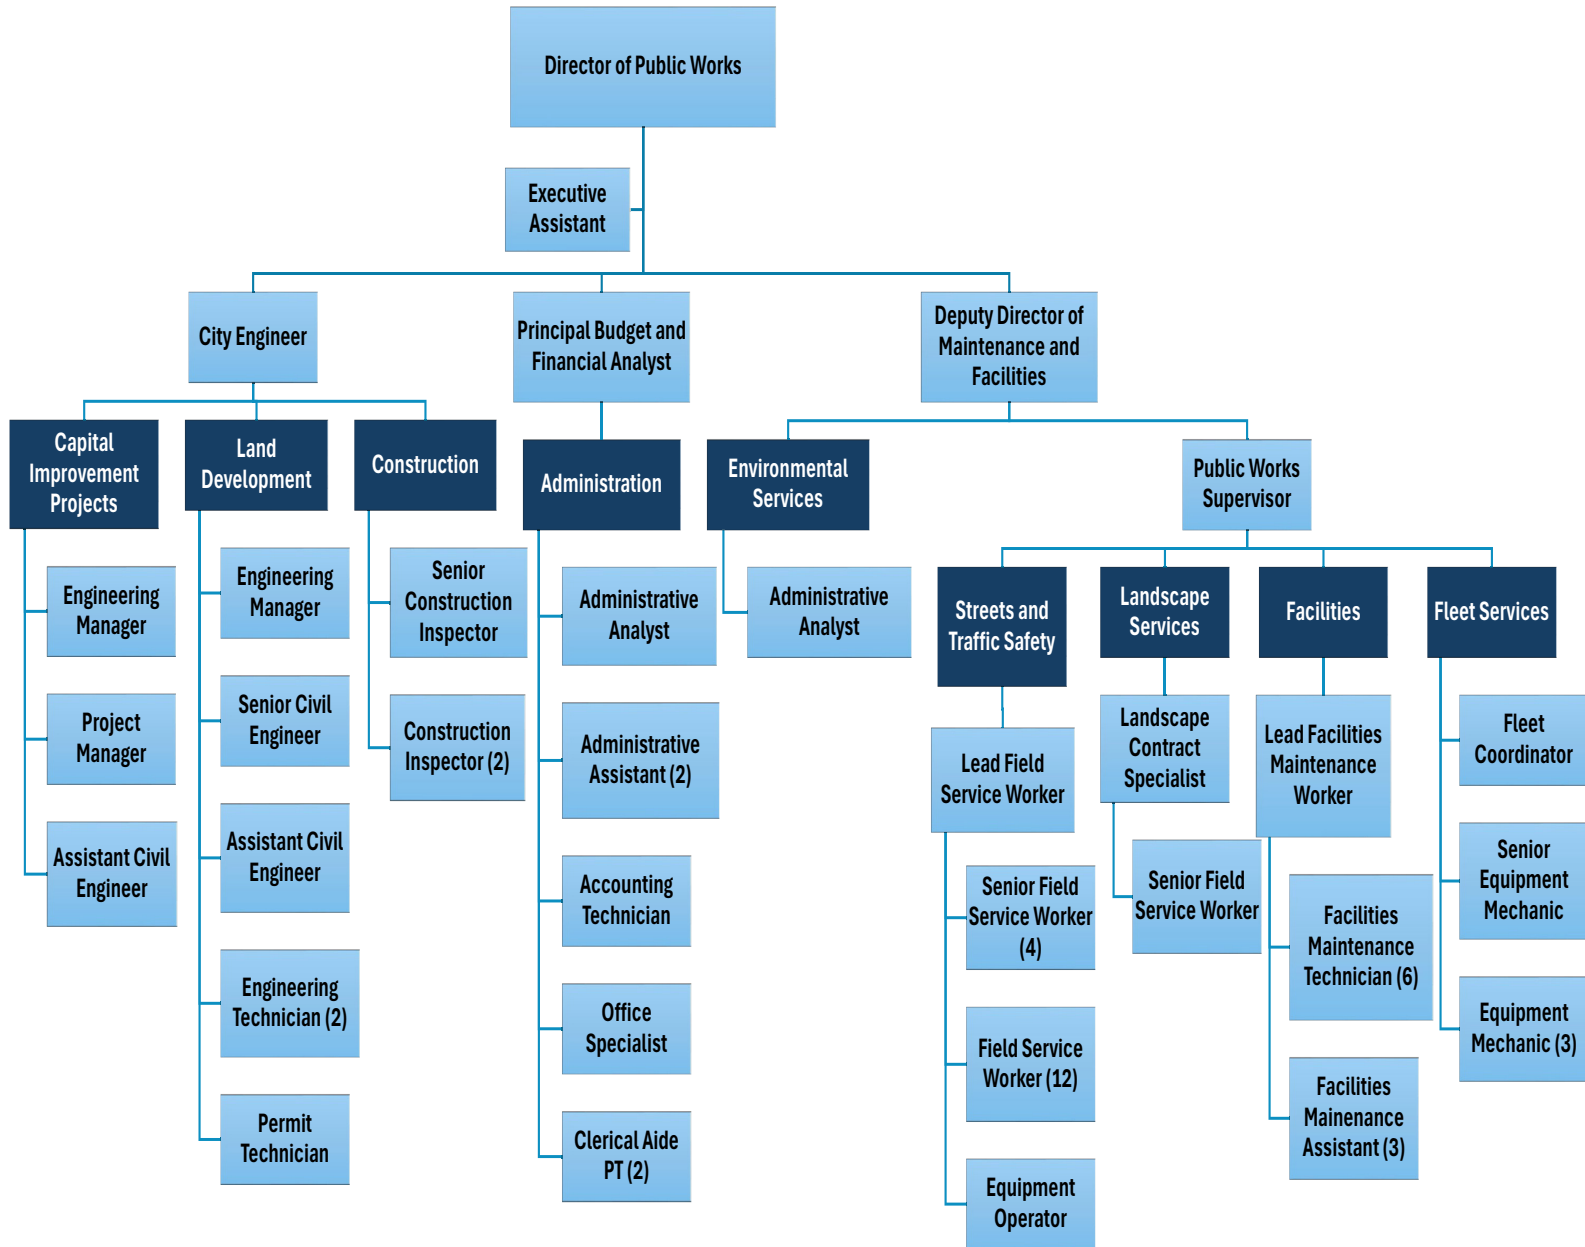 Director of Public Works
Executive
Assistant
City Engineer
Principal Budget and
Financial Analyst
Deputy Director of
Maintenance and
Facilities
Capital
Improvement
Projects
Land
Development
Construction
Administration
Environmental
Services
Public Works
Supervisor
Engineering
Manager
Project
Manager
Assistant Civil
Engineer
Engineering
Manager
Senior Civil
Engineer
Assistant Civil
Engineer
Engineering
Technician (2)
Permit
Technician
Senior
Construction
Inspector
Construction
Inspector (2)
Administrative
Analyst
Administrative
Assistant (2)
Accounting
Technician
Office
Specialist
Clerical Aide
PT (2)
Administrative
Analyst
Streets and
Traffic Safety
Landscape
Services
Facilities
Fleet Services
Lead Field
Service Worker
Senior Field
Service Worker
(4)
Field Service
Worker (12)
Equipment
Operator
Landscape
Contract
Specialist
Senior Field
Service Worker
Lead Facilities
Maintenance
Worker
Facilities
Maintenance
Technician (6)
Facilities
Mainenance
Assistant (3)
Fleet
Coordinator
Senior
Equipment
Mechanic
Equipment
Mechanic (3)